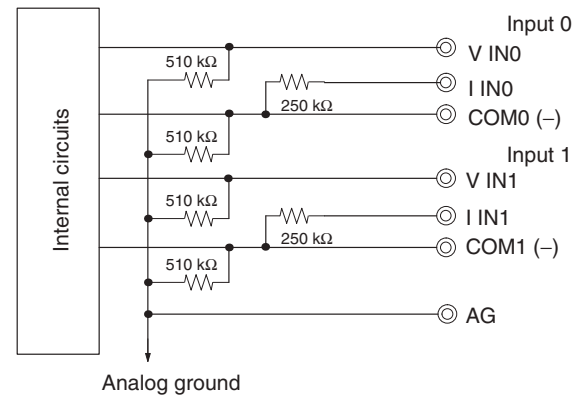 Input 0
V IN0
510 kΩ
I IN0
250 kΩ
COM0 (–)
510 kΩ
Input 1
V IN1
510 kΩ
I IN1
250 kΩ
COM1 (–)
510 kΩ
AG
Internal circuits
Analog ground